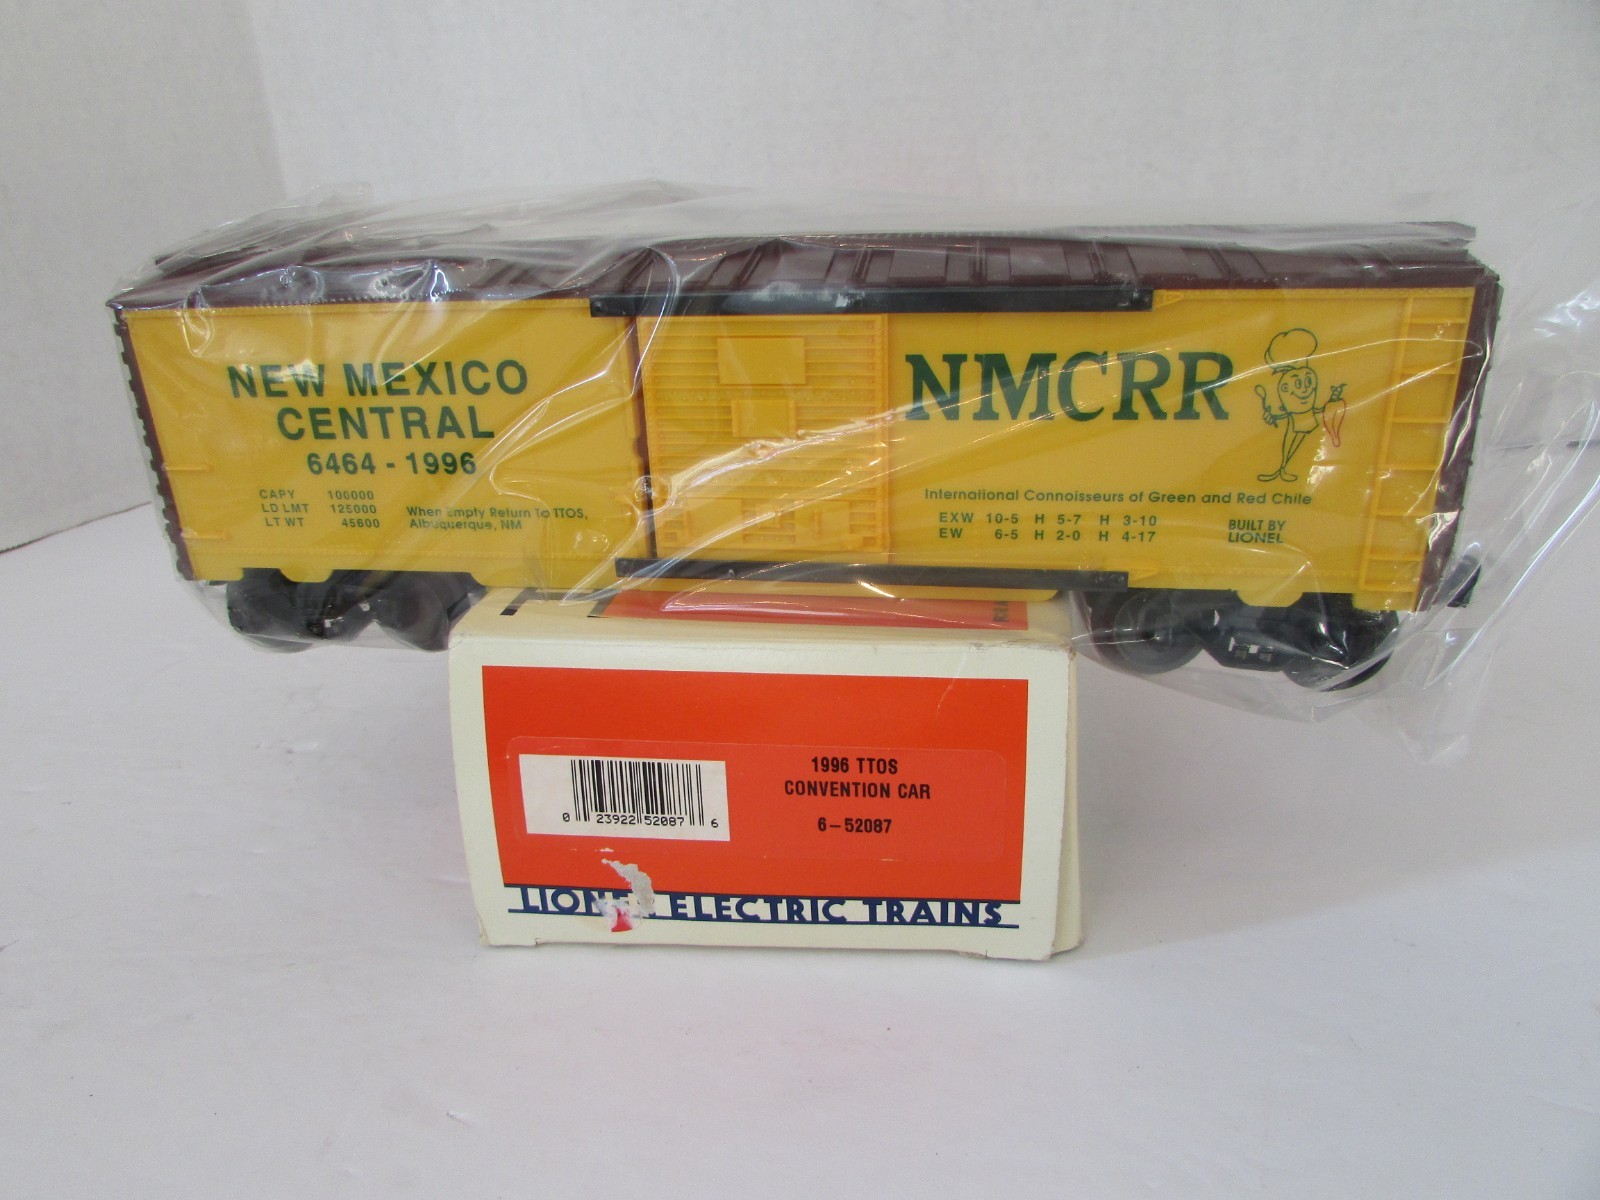 NEW MEXICO
CENTRAL
6464 - 1996
CAPY 100000
LD LMT 125000
LT WT 45600
When Empty Return To TTOS,
Albuquerque, NM
NMCRR
International Connoisseurs of Green and Red Chile
EXW 10-5 H 5-7 H 3-10
EW 6-5 H 2-0 H 4-17
BUILT BY
LIONEL
1996 TTOS
CONVENTION CAR
6-52087
0 23922 52087 6
LIONEL ELECTRIC TRAINS